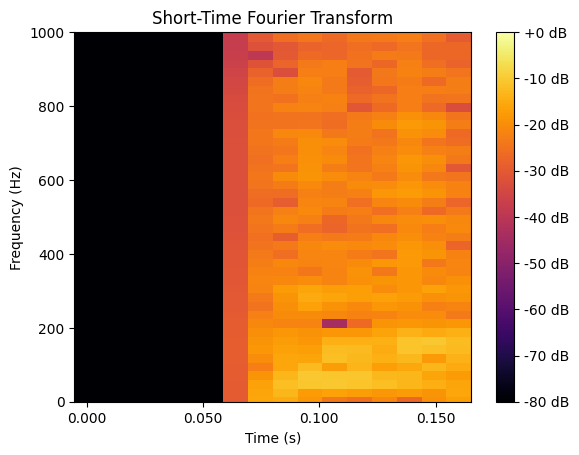 Short-Time Fourier Transform
Frequency (Hz)
1000
800
600
400
200
0
0.000
0.050
0.100
0.150
Time (s)
+0 dB
-10 dB
-20 dB
-30 dB
-40 dB
-50 dB
-60 dB
-70 dB
-80 dB